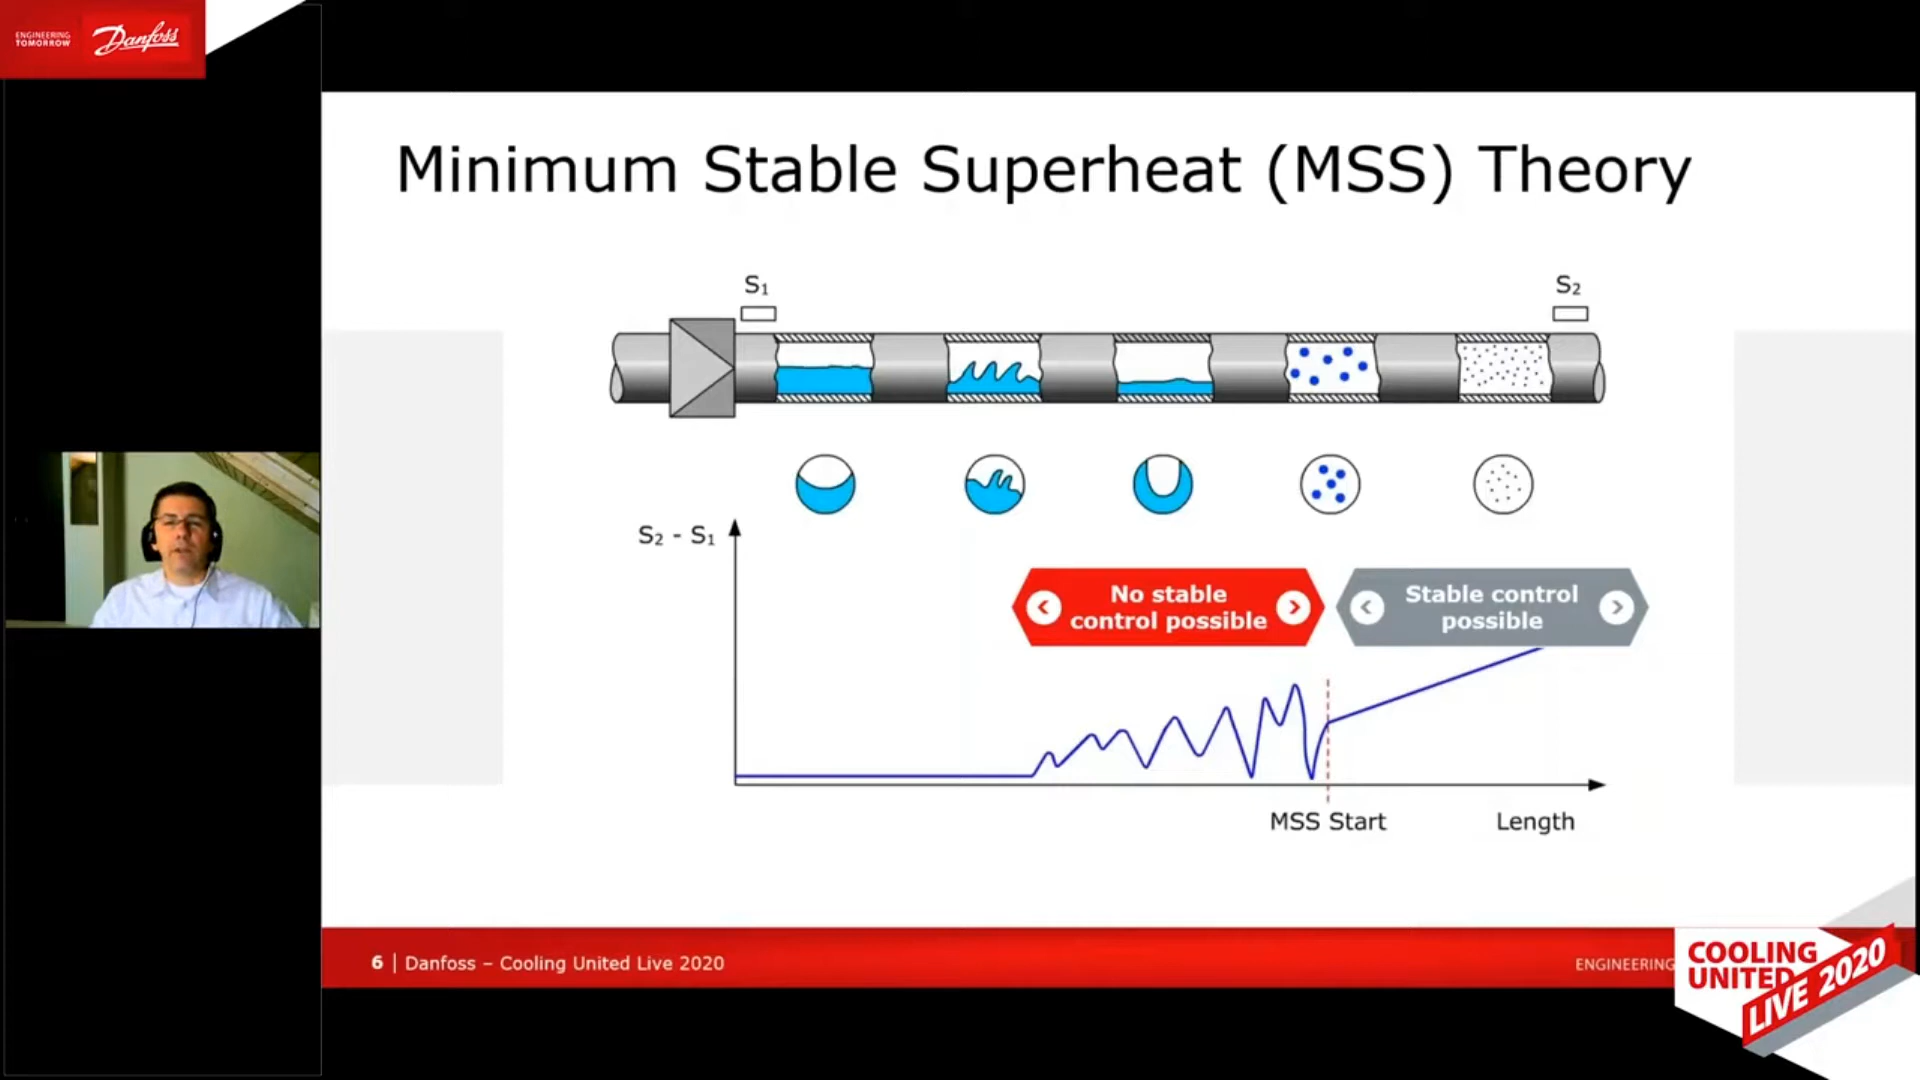 ENGINEERING
TOMORROW
Danfoss
Minimum Stable Superheat (MSS) Theory
S₁
S₂
S₂ - S₁
No stable
control possible
Stable control
possible
MSS Start
Length
6 | Danfoss – Cooling United Live 2020
ENGINEERING
COOLING
UNITED
LIVE 2020